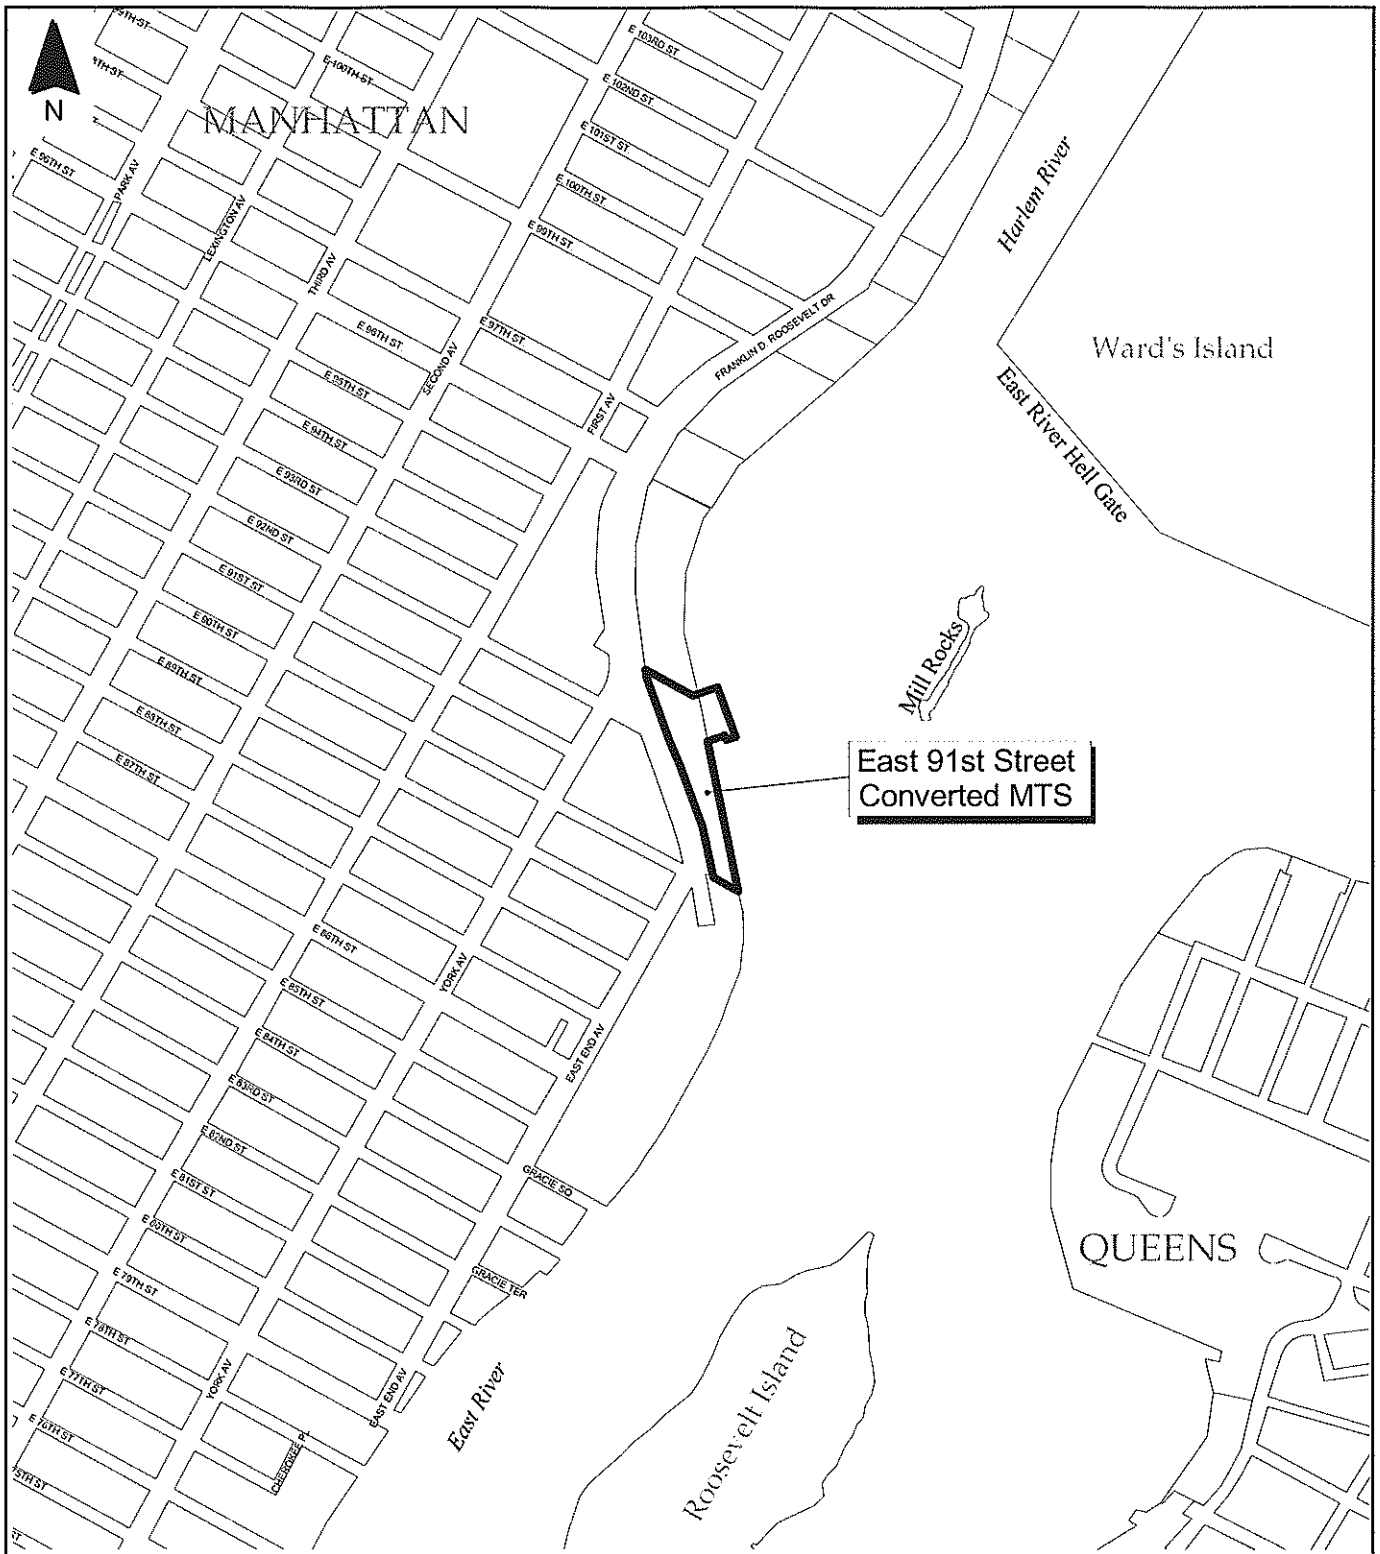 N
MANHATTAN
E 103RD ST
E 102ND ST
E 101ST ST
E 100TH ST
E 99TH ST
E 100TH ST
E 96TH ST
PARK AV
LEXINGTON AV
THIRD AV
SECOND AV
FIRST AV
E 97TH ST
E 96TH ST
E 95TH ST
E 94TH ST
E 93RD ST
E 92ND ST
E 91ST ST
E 90TH ST
E 89TH ST
E 88TH ST
E 87TH ST
FRANKLIN D. ROOSEVELT DR
Harlem River
Ward's Island
East River Hell Gate
Mill Rocks
East 91st Street
Converted MTS
E 86TH ST
YORK AV
E 85TH ST
E 84TH ST
E 83RD ST
E 82ND ST
E 81ST ST
E 80TH ST
E 79TH ST
E 78TH ST
E 77TH ST
E 76TH ST
75TH ST
EAST END AV
GRACIE SQ
GRACIE TER
YORK AV
EAST END AV
CHEROKEE PL
East River
Roosevelt Island
QUEENS